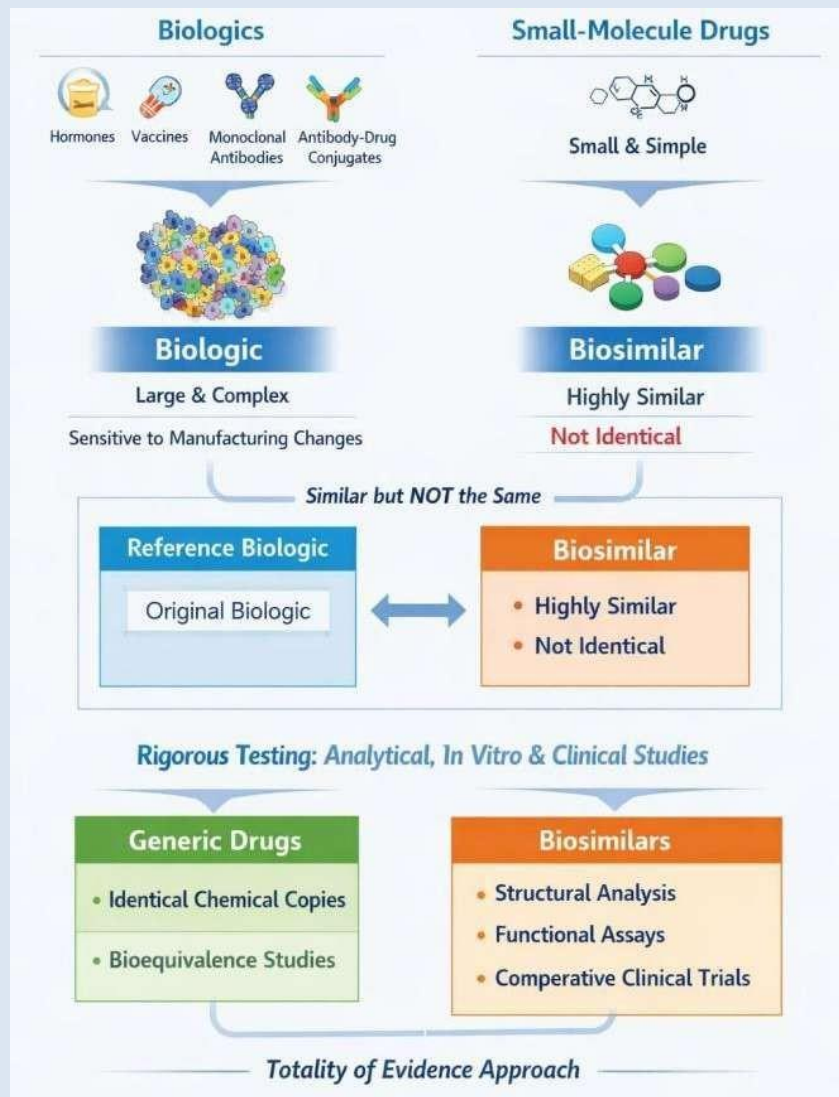 Biologics
Small-Molecule Drugs
Hormones
Vaccines
Monoclonal
Antibodies
Antibody-Drug
Conjugates
Small & Simple
Biologic
Large & Complex
Sensitive to Manufacturing Changes
Biosimilar
Highly Similar
Not Identical
Similar but NOT the Same
Reference Biologic
Original Biologic
Biosimilar
• Highly Similar
• Not Identical
Rigorous Testing: Analytical, In Vitro & Clinical Studies
Generic Drugs
• Identical Chemical Copies
• Bioequivalence Studies
Biosimilars
• Structural Analysis
• Functional Assays
• Comperative Clinical Trials
Totality of Evidence Approach